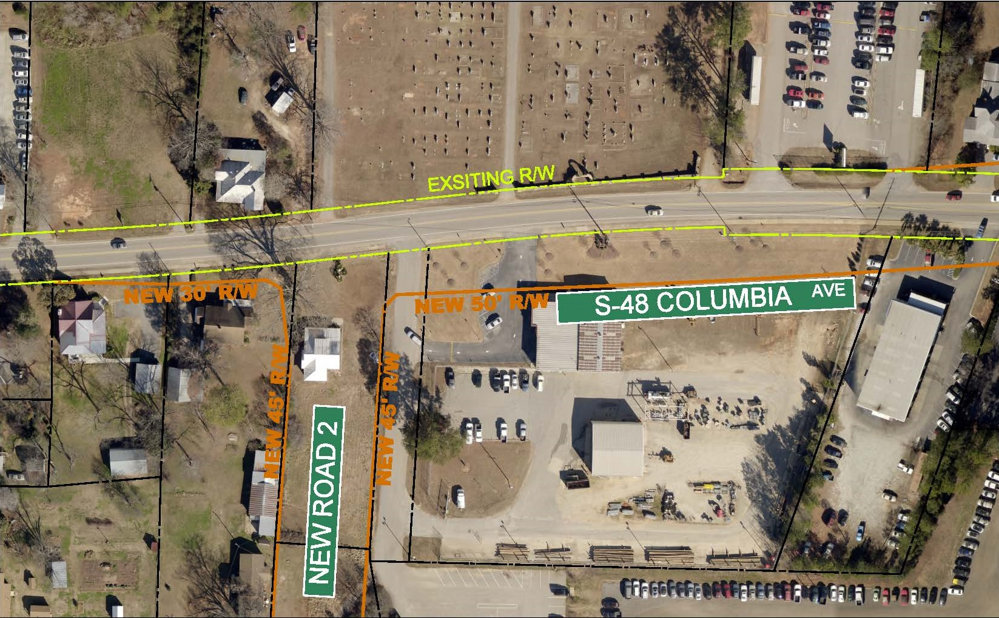 EXSITING R/W
NEW 30' R/W
NEW 50' R/W
S-48 COLUMBIA AVE
NEW 45' R/W
NEW 45' R/W
NEW ROAD 2